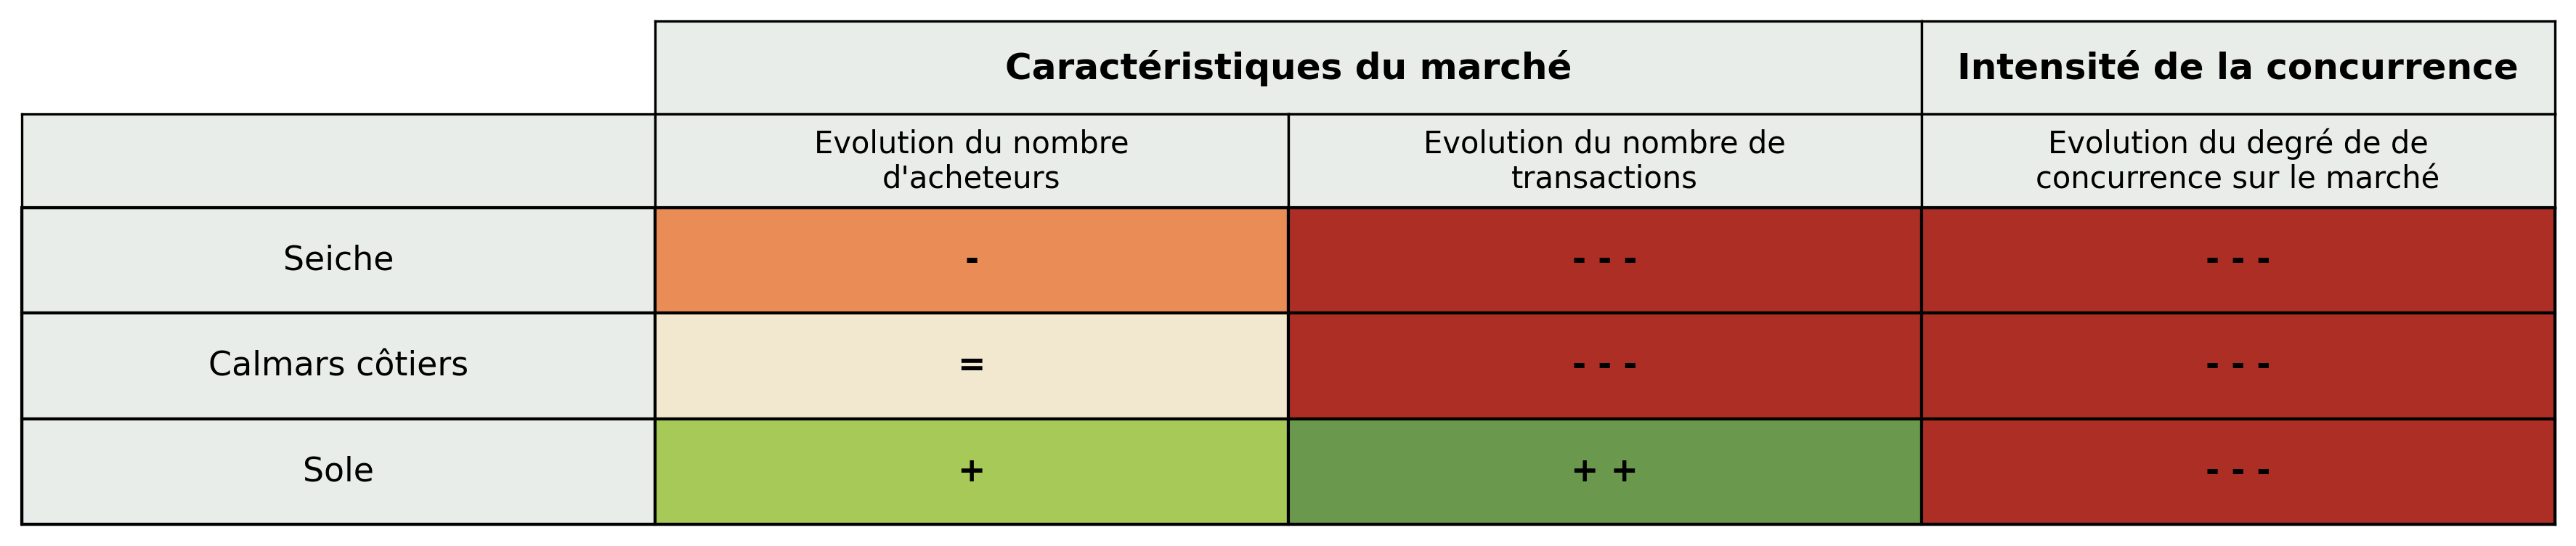 Caractéristiques du marché
Intensité de la concurrence
Evolution du nombre
d'acheteurs
Evolution du nombre de
transactions
Evolution du degré de de
concurrence sur le marché
Seiche
-
- - -
- - -
Calmars côtiers
=
- - -
- - -
Sole
+
+ +
- - -